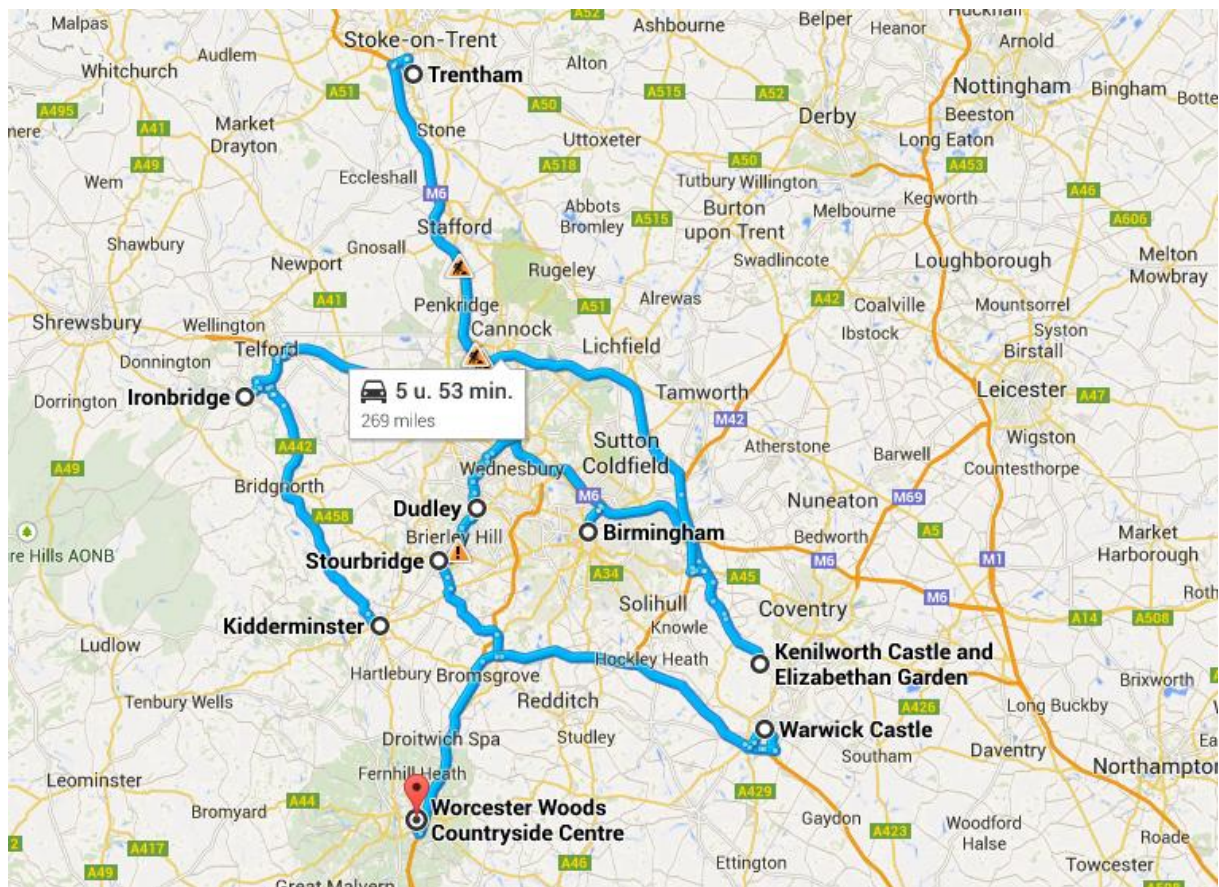 Malpas
Audlem
Stoke-on-Trent
A52
Ashbourne
Belper
Heanor
Hucknall
Arnold
Trentham
Whitchurch
A51
Alton
A515
A52
Nottingham
Bingham
A495
A50
Derby
Beeston
A41
Market
Drayton
Stone
Uttoxeter
Long Eaton
A453
A49
A518
A50
Wem
Eccleshall
M6
Tutbury
Willington
Kegworth
A46
Abbots
Bromley
A515
Burton
upon Trent
Melbourne
A606
Shawbury
Gnosall
Stafford
Newport
Rugeley
Swadlincote
Loughborough
Melton
Mowbray
A41
Penkridge
A51
Alrewas
A42
Coalville
Mountsorrel
Shrewsbury
Wellington
Cannock
Lichfield
Ibstock
Syston
Birstall
Donnington
Telford
Tamworth
Leicester
Dorrington
Ironbridge
5 u. 53 min.
269 miles
A47
M42
A442
Sutton
Coldfield
Atherstone
Wigston
A49
Wednesbury
Barwell
Countesthorpe
Bridgnorth
M6
Nuneaton
M69
A458
Dudley
Birmingham
A5
Market
Harborough
re Hills AONB
Brierley Hill
Bedworth
Stourbridge
M6
M1
A34
A45
Solihull
Coventry
M6
Roth
A14
A508
Kidderminster
Knowle
Ludlow
Hartlebury
Bromsgrove
Hockley Heath
Kenilworth Castle and
Elizabethan Garden
Tenbury Wells
Redditch
Brixworth
A426
Long Buckby
Droitwich Spa
Studley
Warwick Castle
Southam
Daventry
Fernhill Heath
Northampton
Leominster
A44
A429
Bromyard
Worcester Woods
Countryside Centre
Gaydon
A423
Woodford
Halse
Roade
A417
A46
Ettington
Towcester
A49
Great Malvern